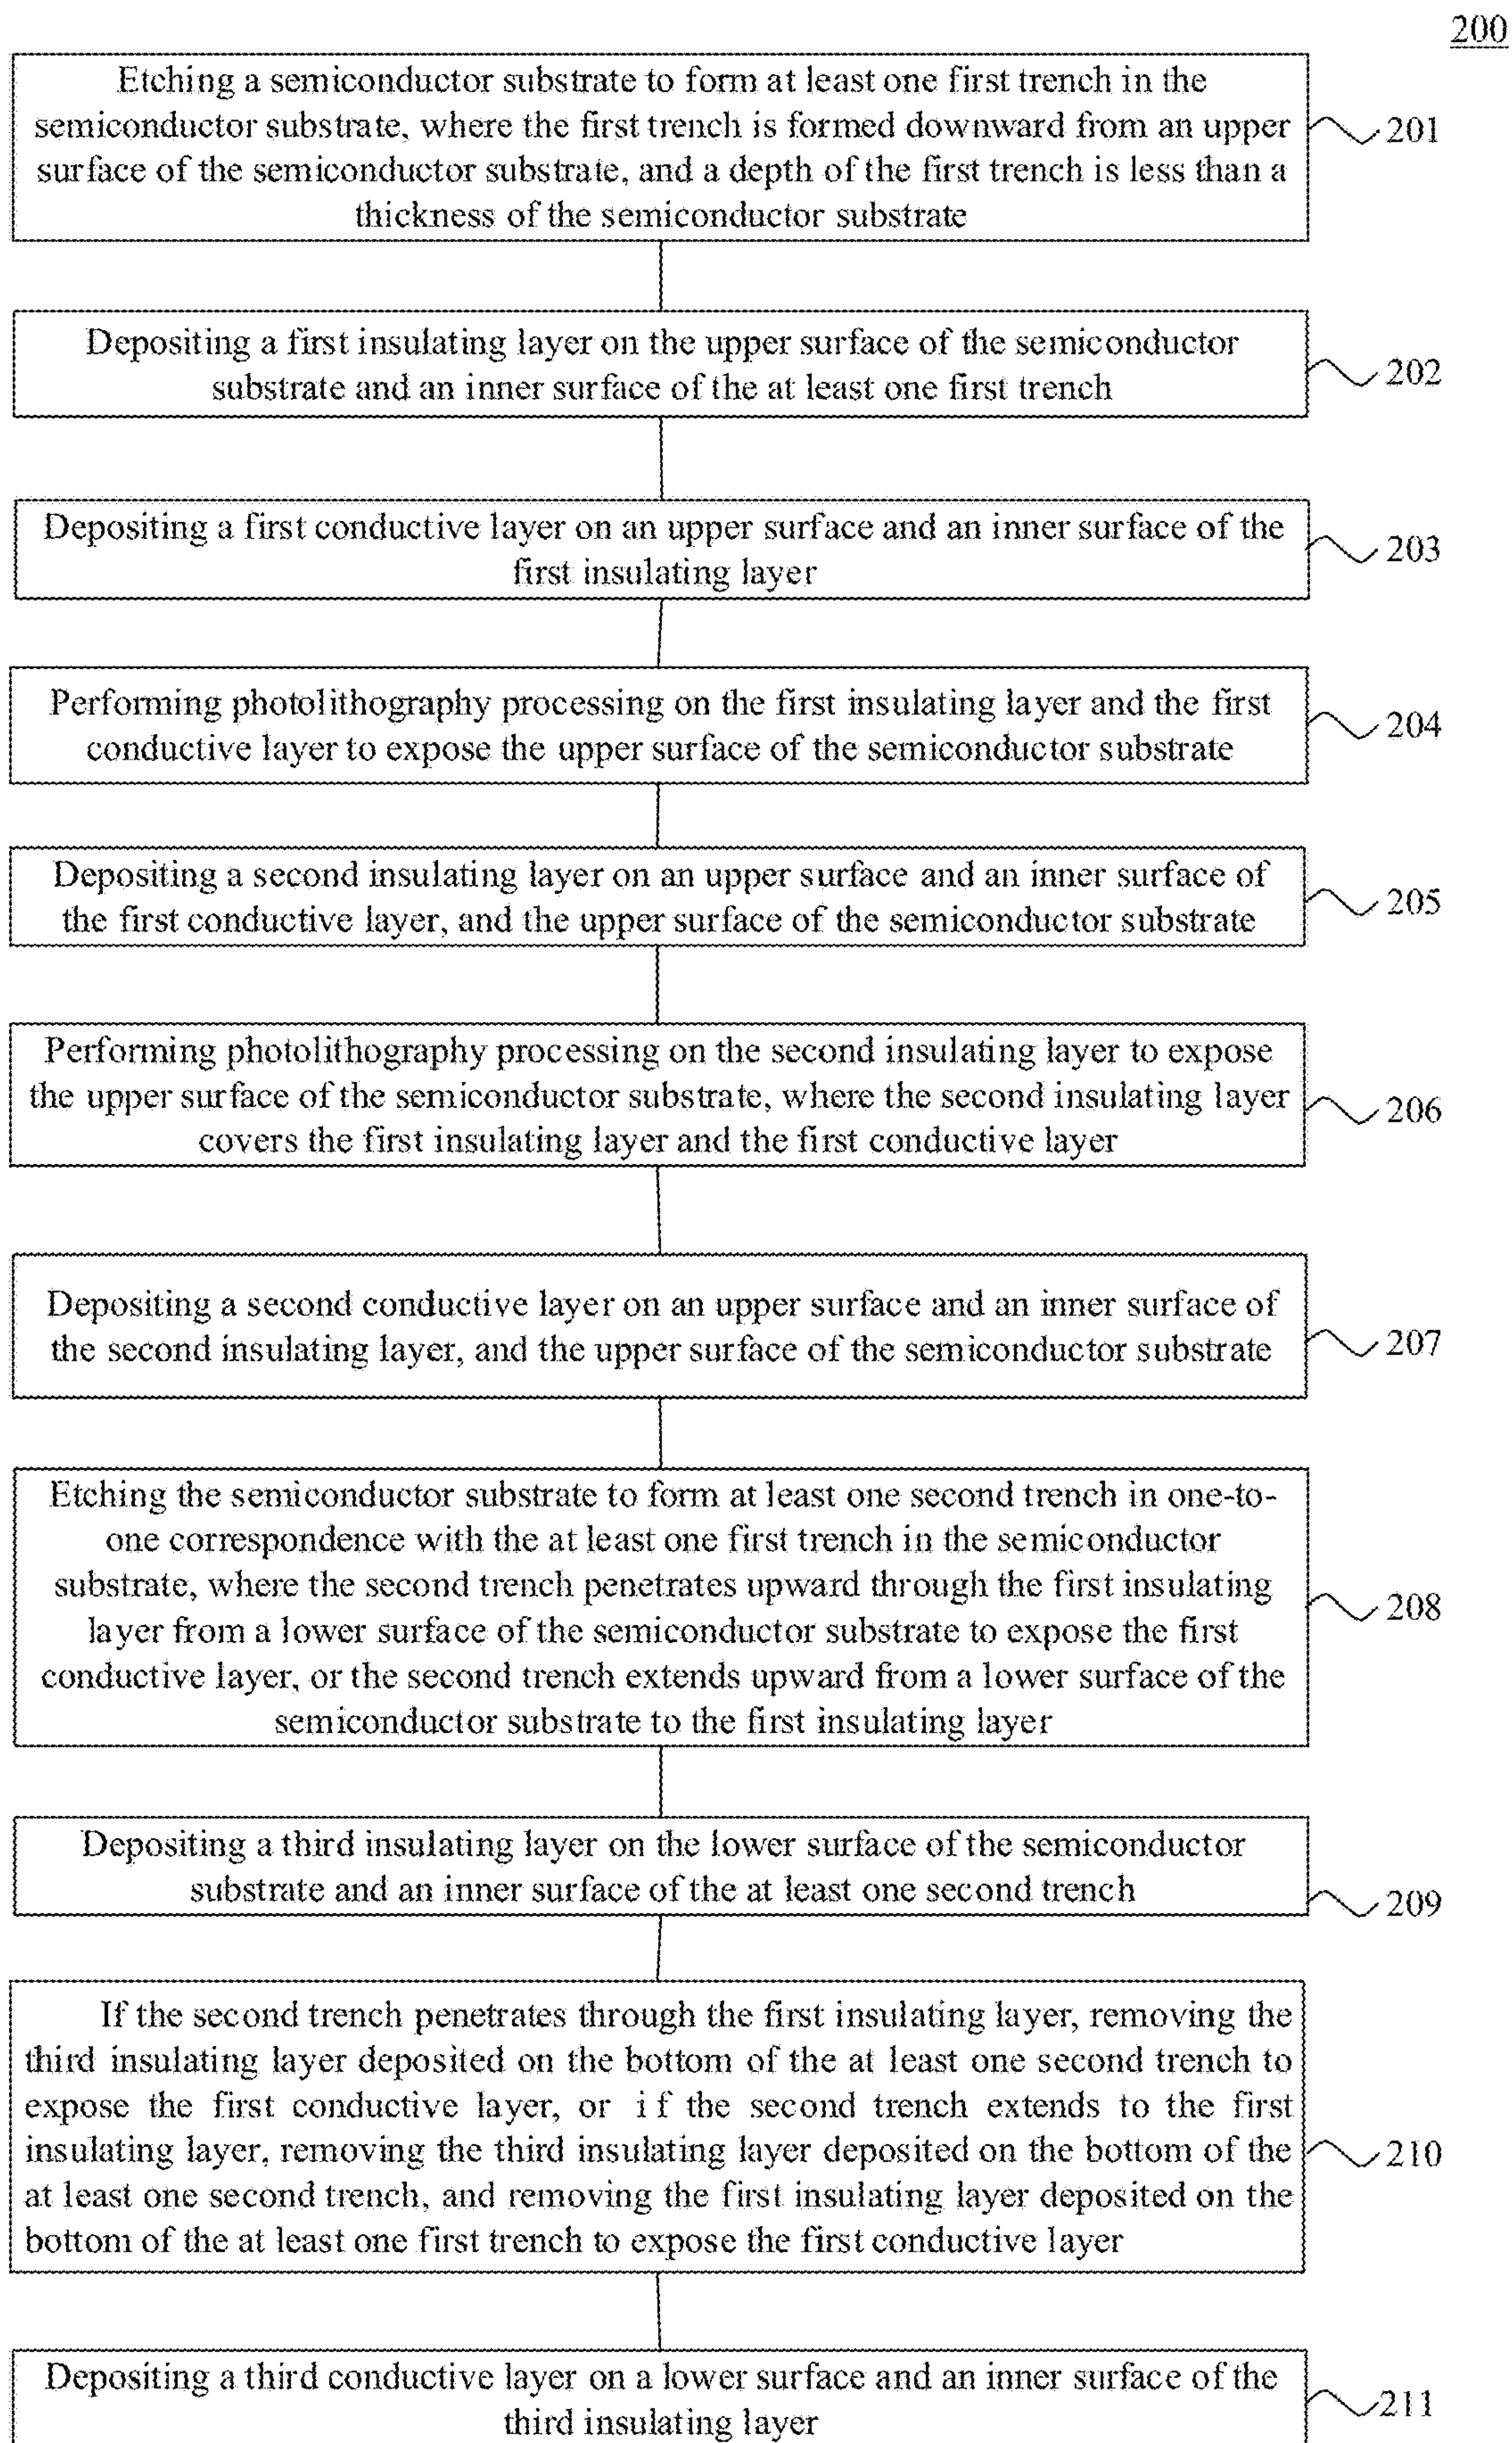 200
Etching a semiconductor substrate to form at least one first trench in the
semiconductor substrate, where the first trench is formed downward from an upper
surface of the semiconductor substrate, and a depth of the first trench is less than a
thickness of the semiconductor substrate
201
Depositing a first insulating layer on the upper surface of the semiconductor
substrate and an inner surface of the at least one first trench
202
Depositing a first conductive layer on an upper surface and an inner surface of the
first insulating layer
203
Performing photolithography processing on the first insulating layer and the first
conductive layer to expose the upper surface of the semiconductor substrate
204
Depositing a second insulating layer on an upper surface and an inner surface of
the first conductive layer, and the upper surface of the semiconductor substrate
205
Performing photolithography processing on the second insulating layer to expose
the upper surface of the semiconductor substrate, where the second insulating layer
covers the first insulating layer and the first conductive layer
206
Depositing a second conductive layer on an upper surface and an inner surface of
the second insulating layer, and the upper surface of the semiconductor substrate
207
Etching the semiconductor substrate to form at least one second trench in one-to-
one correspondence with the at least one first trench in the semiconductor
substrate, where the second trench penetrates upward through the first insulating
layer from a lower surface of the semiconductor substrate to expose the first
conductive layer, or the second trench extends upward from a lower surface of the
semiconductor substrate to the first insulating layer
208
Depositing a third insulating layer on the lower surface of the semiconductor
substrate and an inner surface of the at least one second trench
209
If the second trench penetrates through the first insulating layer, removing the
third insulating layer deposited on the bottom of the at least one second trench to
expose the first conductive layer, or if the second trench extends to the first
insulating layer, removing the third insulating layer deposited on the bottom of the
at least one second trench, and removing the first insulating layer deposited on the
bottom of the at least one first trench to expose the first conductive layer
210
Depositing a third conductive layer on a lower surface and an inner surface of the
third insulating layer
211